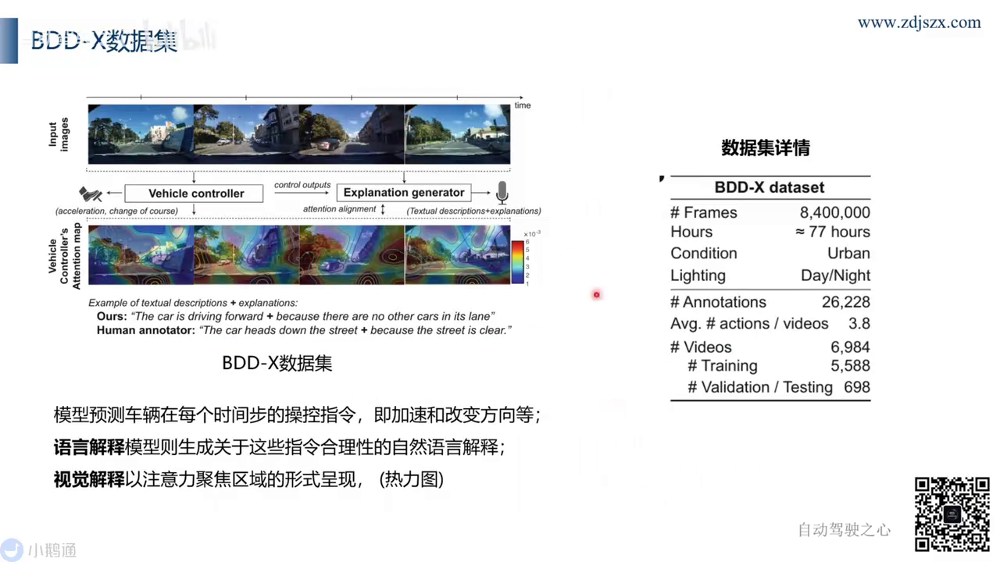 www.zdjszx.com
BDD-X数据集
time
Input images
Vehicle controller
control outputs
Explanation generator
(acceleration, change of course)
attention alignment
(Textual descriptions+explanations)
Vehicle Controller's Attention map
×10⁻³
6
5
4
3
2
1
Example of textual descriptions + explanations:
Ours: “The car is driving forward + because there are no other cars in its lane”
Human annotator: “The car heads down the street + because the street is clear.”
BDD-X数据集
模型预测车辆在每个时间步的操控指令，即加速和改变方向等；
语言解释模型则生成关于这些指令合理性的自然语言解释；
视觉解释以注意力聚焦区域的形式呈现， (热力图)
数据集详情
BDD-X dataset
# Frames 8,400,000
Hours ≈ 77 hours
Condition Urban
Lighting Day/Night
# Annotations 26,228
Avg. # actions / videos 3.8
# Videos 6,984
# Training 5,588
# Validation / Testing 698
自动驾驶之心
小鹅通